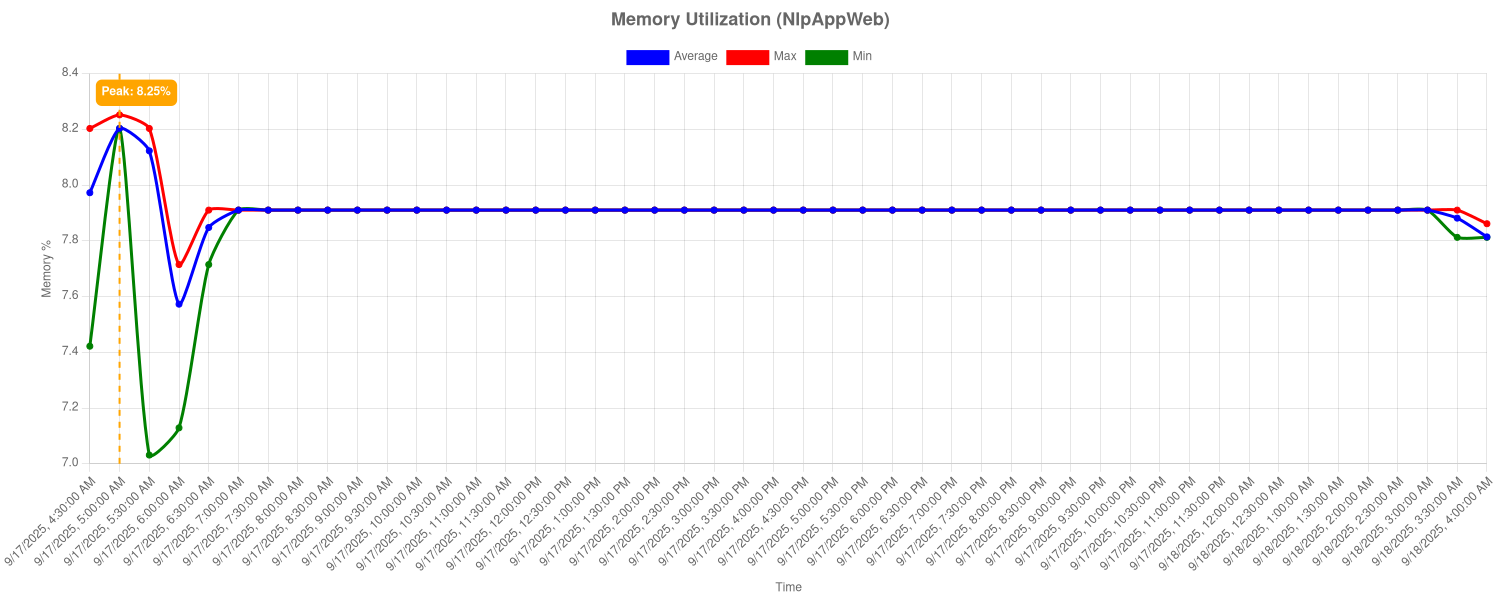 Memory Utilization (NlpAppWeb)
Average Max Min
8.4
Peak: 8.25%
8.2
8.0
7.8
7.6
7.4
7.2
7.0
Memory %
9/17/2025, 4:30:00 AM
9/17/2025, 5:00:00 AM
9/17/2025, 5:30:00 AM
9/17/2025, 6:00:00 AM
9/17/2025, 6:30:00 AM
9/17/2025, 7:00:00 AM
9/17/2025, 7:30:00 AM
9/17/2025, 8:00:00 AM
9/17/2025, 8:30:00 AM
9/17/2025, 9:00:00 AM
9/17/2025, 9:30:00 AM
9/17/2025, 10:00:00 AM
9/17/2025, 10:30:00 AM
9/17/2025, 11:00:00 AM
9/17/2025, 11:30:00 AM
9/17/2025, 12:00:00 PM
9/17/2025, 12:30:00 PM
9/17/2025, 1:00:00 PM
9/17/2025, 1:30:00 PM
9/17/2025, 2:00:00 PM
9/17/2025, 2:30:00 PM
9/17/2025, 3:00:00 PM
9/17/2025, 3:30:00 PM
9/17/2025, 4:00:00 PM
9/17/2025, 4:30:00 PM
9/17/2025, 5:00:00 PM
9/17/2025, 5:30:00 PM
9/17/2025, 6:00:00 PM
9/17/2025, 6:30:00 PM
9/17/2025, 7:00:00 PM
9/17/2025, 7:30:00 PM
9/17/2025, 8:00:00 PM
9/17/2025, 8:30:00 PM
9/17/2025, 9:00:00 PM
9/17/2025, 9:30:00 PM
9/17/2025, 10:00:00 PM
9/17/2025, 10:30:00 PM
9/17/2025, 11:00:00 PM
9/17/2025, 11:30:00 PM
9/18/2025, 12:00:00 AM
9/18/2025, 12:30:00 AM
9/18/2025, 1:00:00 AM
9/18/2025, 1:30:00 AM
9/18/2025, 2:00:00 AM
9/18/2025, 2:30:00 AM
9/18/2025, 3:00:00 AM
9/18/2025, 3:30:00 AM
9/18/2025, 4:00:00 AM
Time